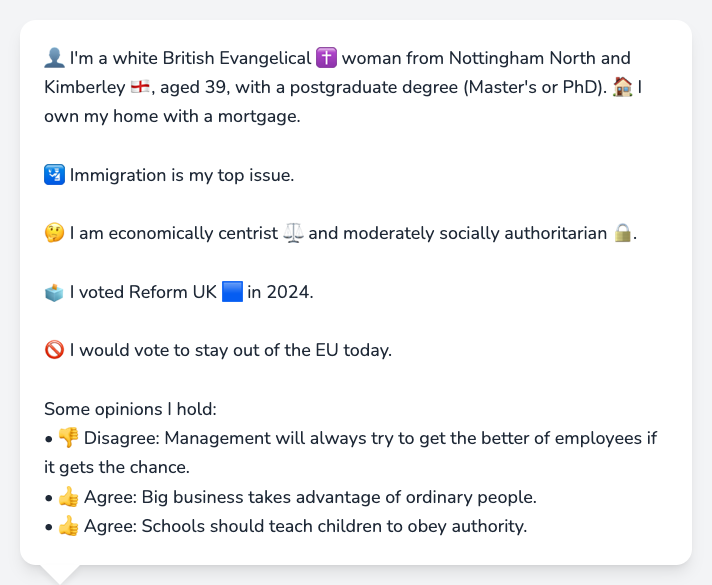 👤 I'm a white British Evangelical ✝️ woman from Nottingham North and
Kimberley 🏴󠁧󠁢󠁥󠁮󠁧󠁿, aged 39, with a postgraduate degree (Master's or PhD). 🏠 I
own my home with a mortgage.
🛂 Immigration is my top issue.
🤔 I am economically centrist ⚖️ and moderately socially authoritarian 🔒.
🗳️ I voted Reform UK 🟦 in 2024.
🚫 I would vote to stay out of the EU today.
Some opinions I hold:
• 👎 Disagree: Management will always try to get the better of employees if
it gets the chance.
• 👍 Agree: Big business takes advantage of ordinary people.
• 👍 Agree: Schools should teach children to obey authority.